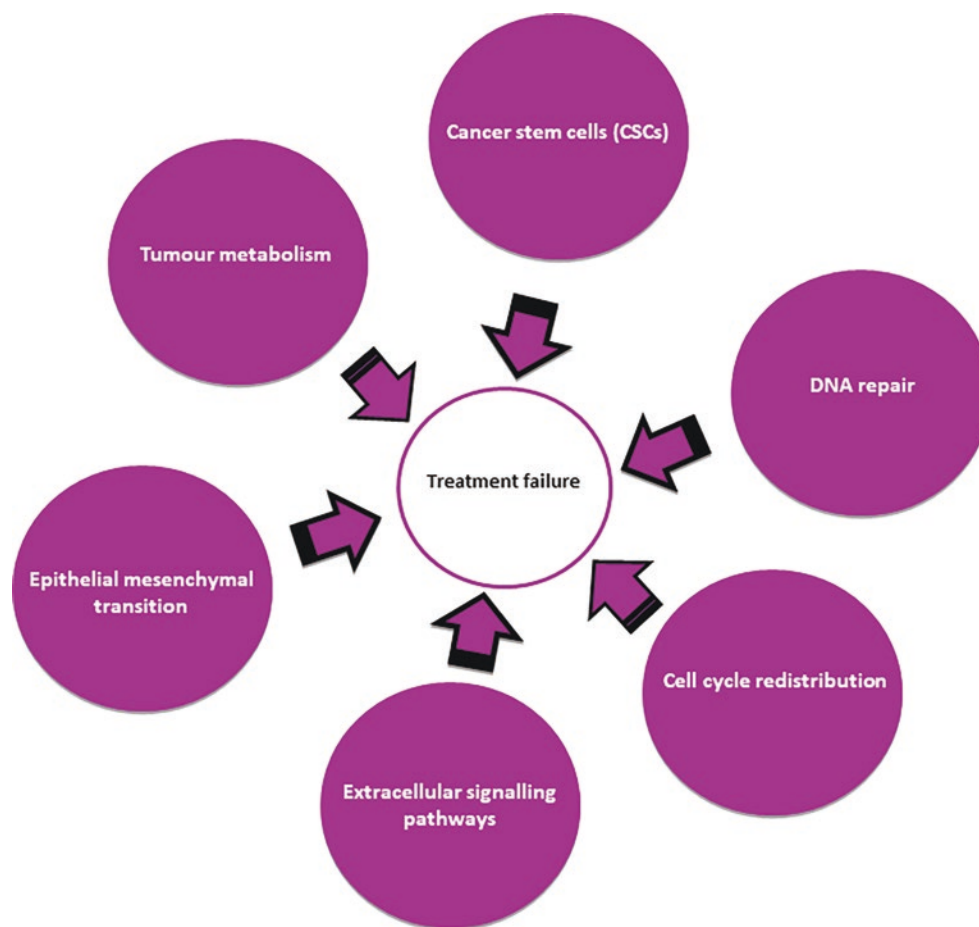 Cancer stem cells (CSCs)
Tumour metabolism
DNA repair
Treatment failure
Epithelial mesenchymal
transition
Cell cycle redistribution
Extracellular signalling
pathways